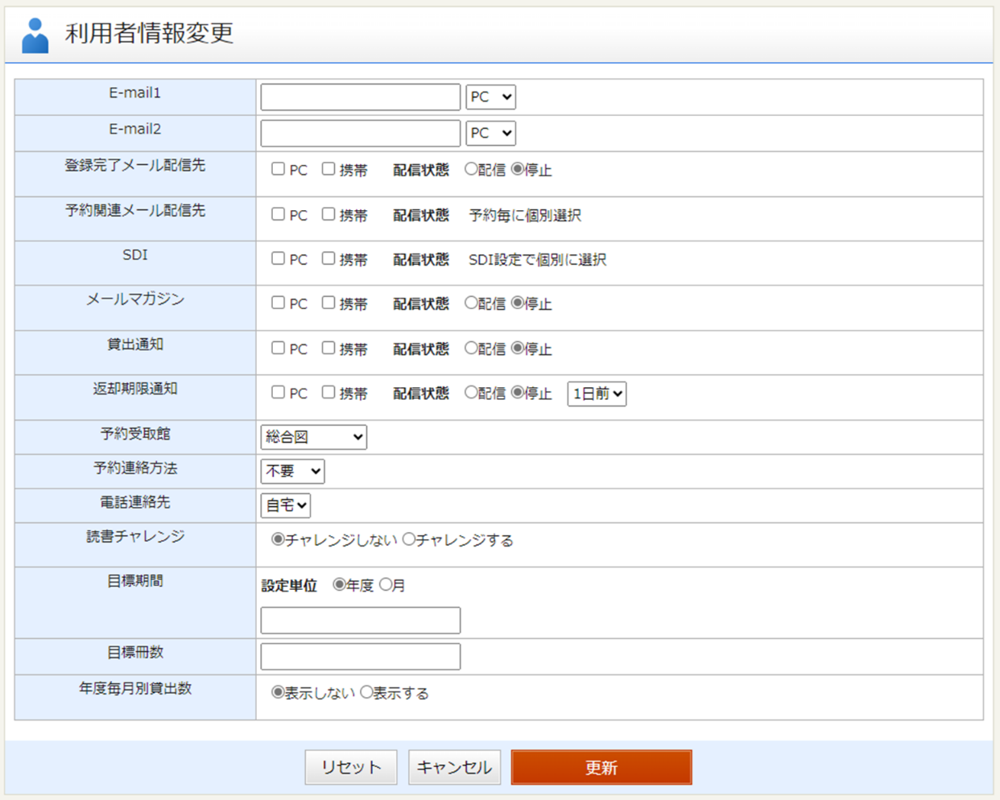 利用者情報変更
E-mail1 PC
E-mail2 PC
登録完了メール配信先 PC 携帯 配信状態 配信 停止
予約関連メール配信先 PC 携帯 配信状態 予約毎に個別選択
SDI PC 携帯 配信状態 SDI設定で個別に選択
メールマガジン PC 携帯 配信状態 配信 停止
貸出通知 PC 携帯 配信状態 配信 停止
返却期限通知 PC 携帯 配信状態 配信 停止 1日前
予約受取館 総合図
予約連絡方法 不要
電話連絡先 自宅
読書チャレンジ チャレンジしない チャレンジする
目標期間 設定単位 年度 月
目標冊数
年度毎月別貸出数 表示しない 表示する
リセット キャンセル 更新